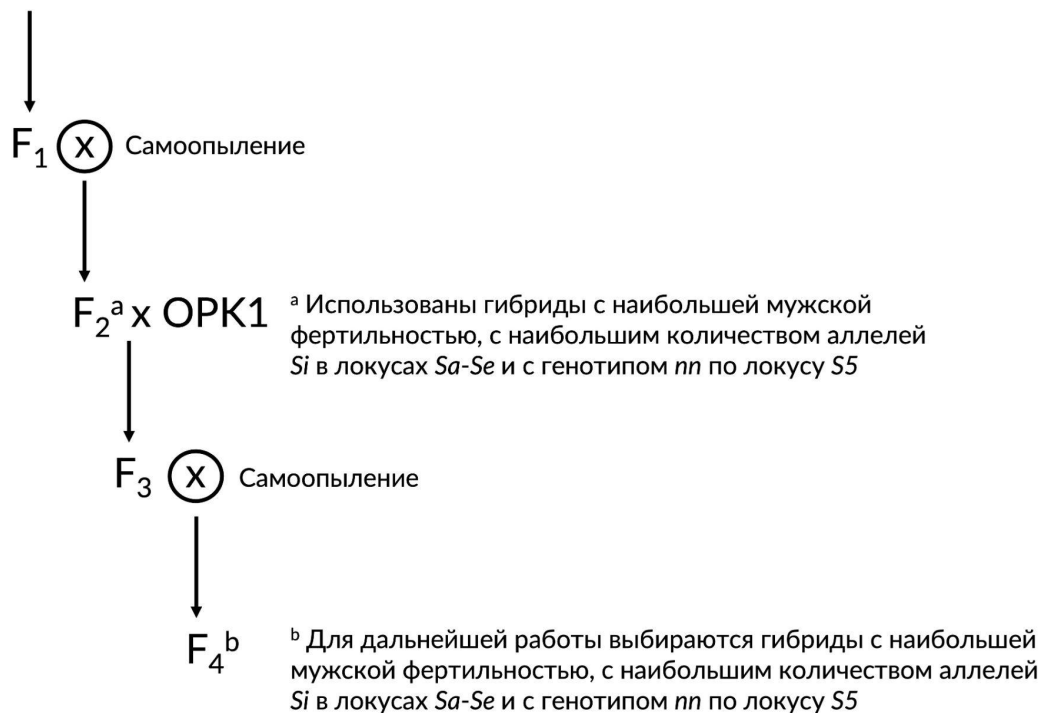 F₁ X Самоопыление
F₂ᵃ x ОРК1
ᵃ Использованы гибриды с наибольшей мужской
фертильностью, с наибольшим количеством аллелей
Si в локусах Sa-Se и с генотипом nn по локусу S5
F₃ X Самоопыление
F₄ᵇ
ᵇ Для дальнейшей работы выбираются гибриды с наибольшей
мужской фертильностью, с наибольшим количеством аллелей
Si в локусах Sa-Se и с генотипом nn по локусу S5